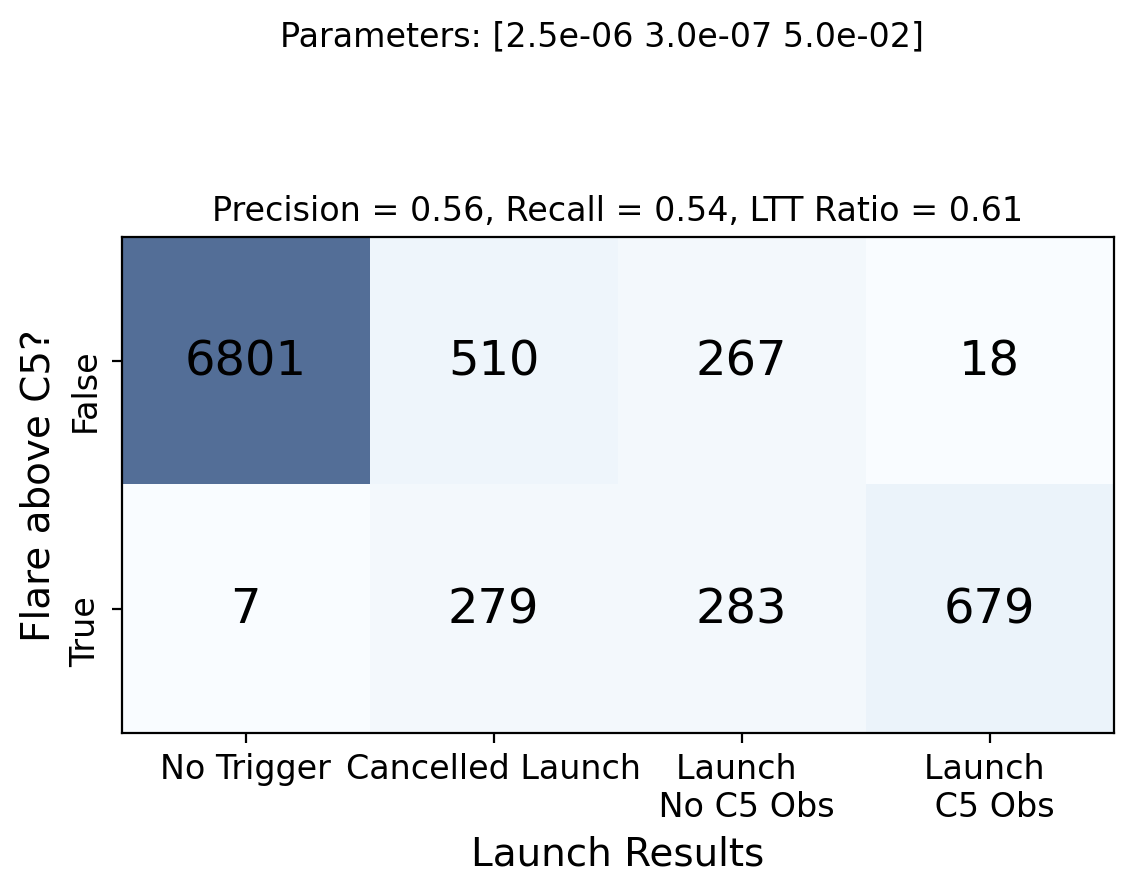 Parameters: [2.5e-06 3.0e-07 5.0e-02]
Precision = 0.56, Recall = 0.54, LTT Ratio = 0.61
Flare above C5?
False
6801 510 267 18
True
7 279 283 679
No Trigger Cancelled Launch Launch Launch
No C5 Obs C5 Obs
Launch Results